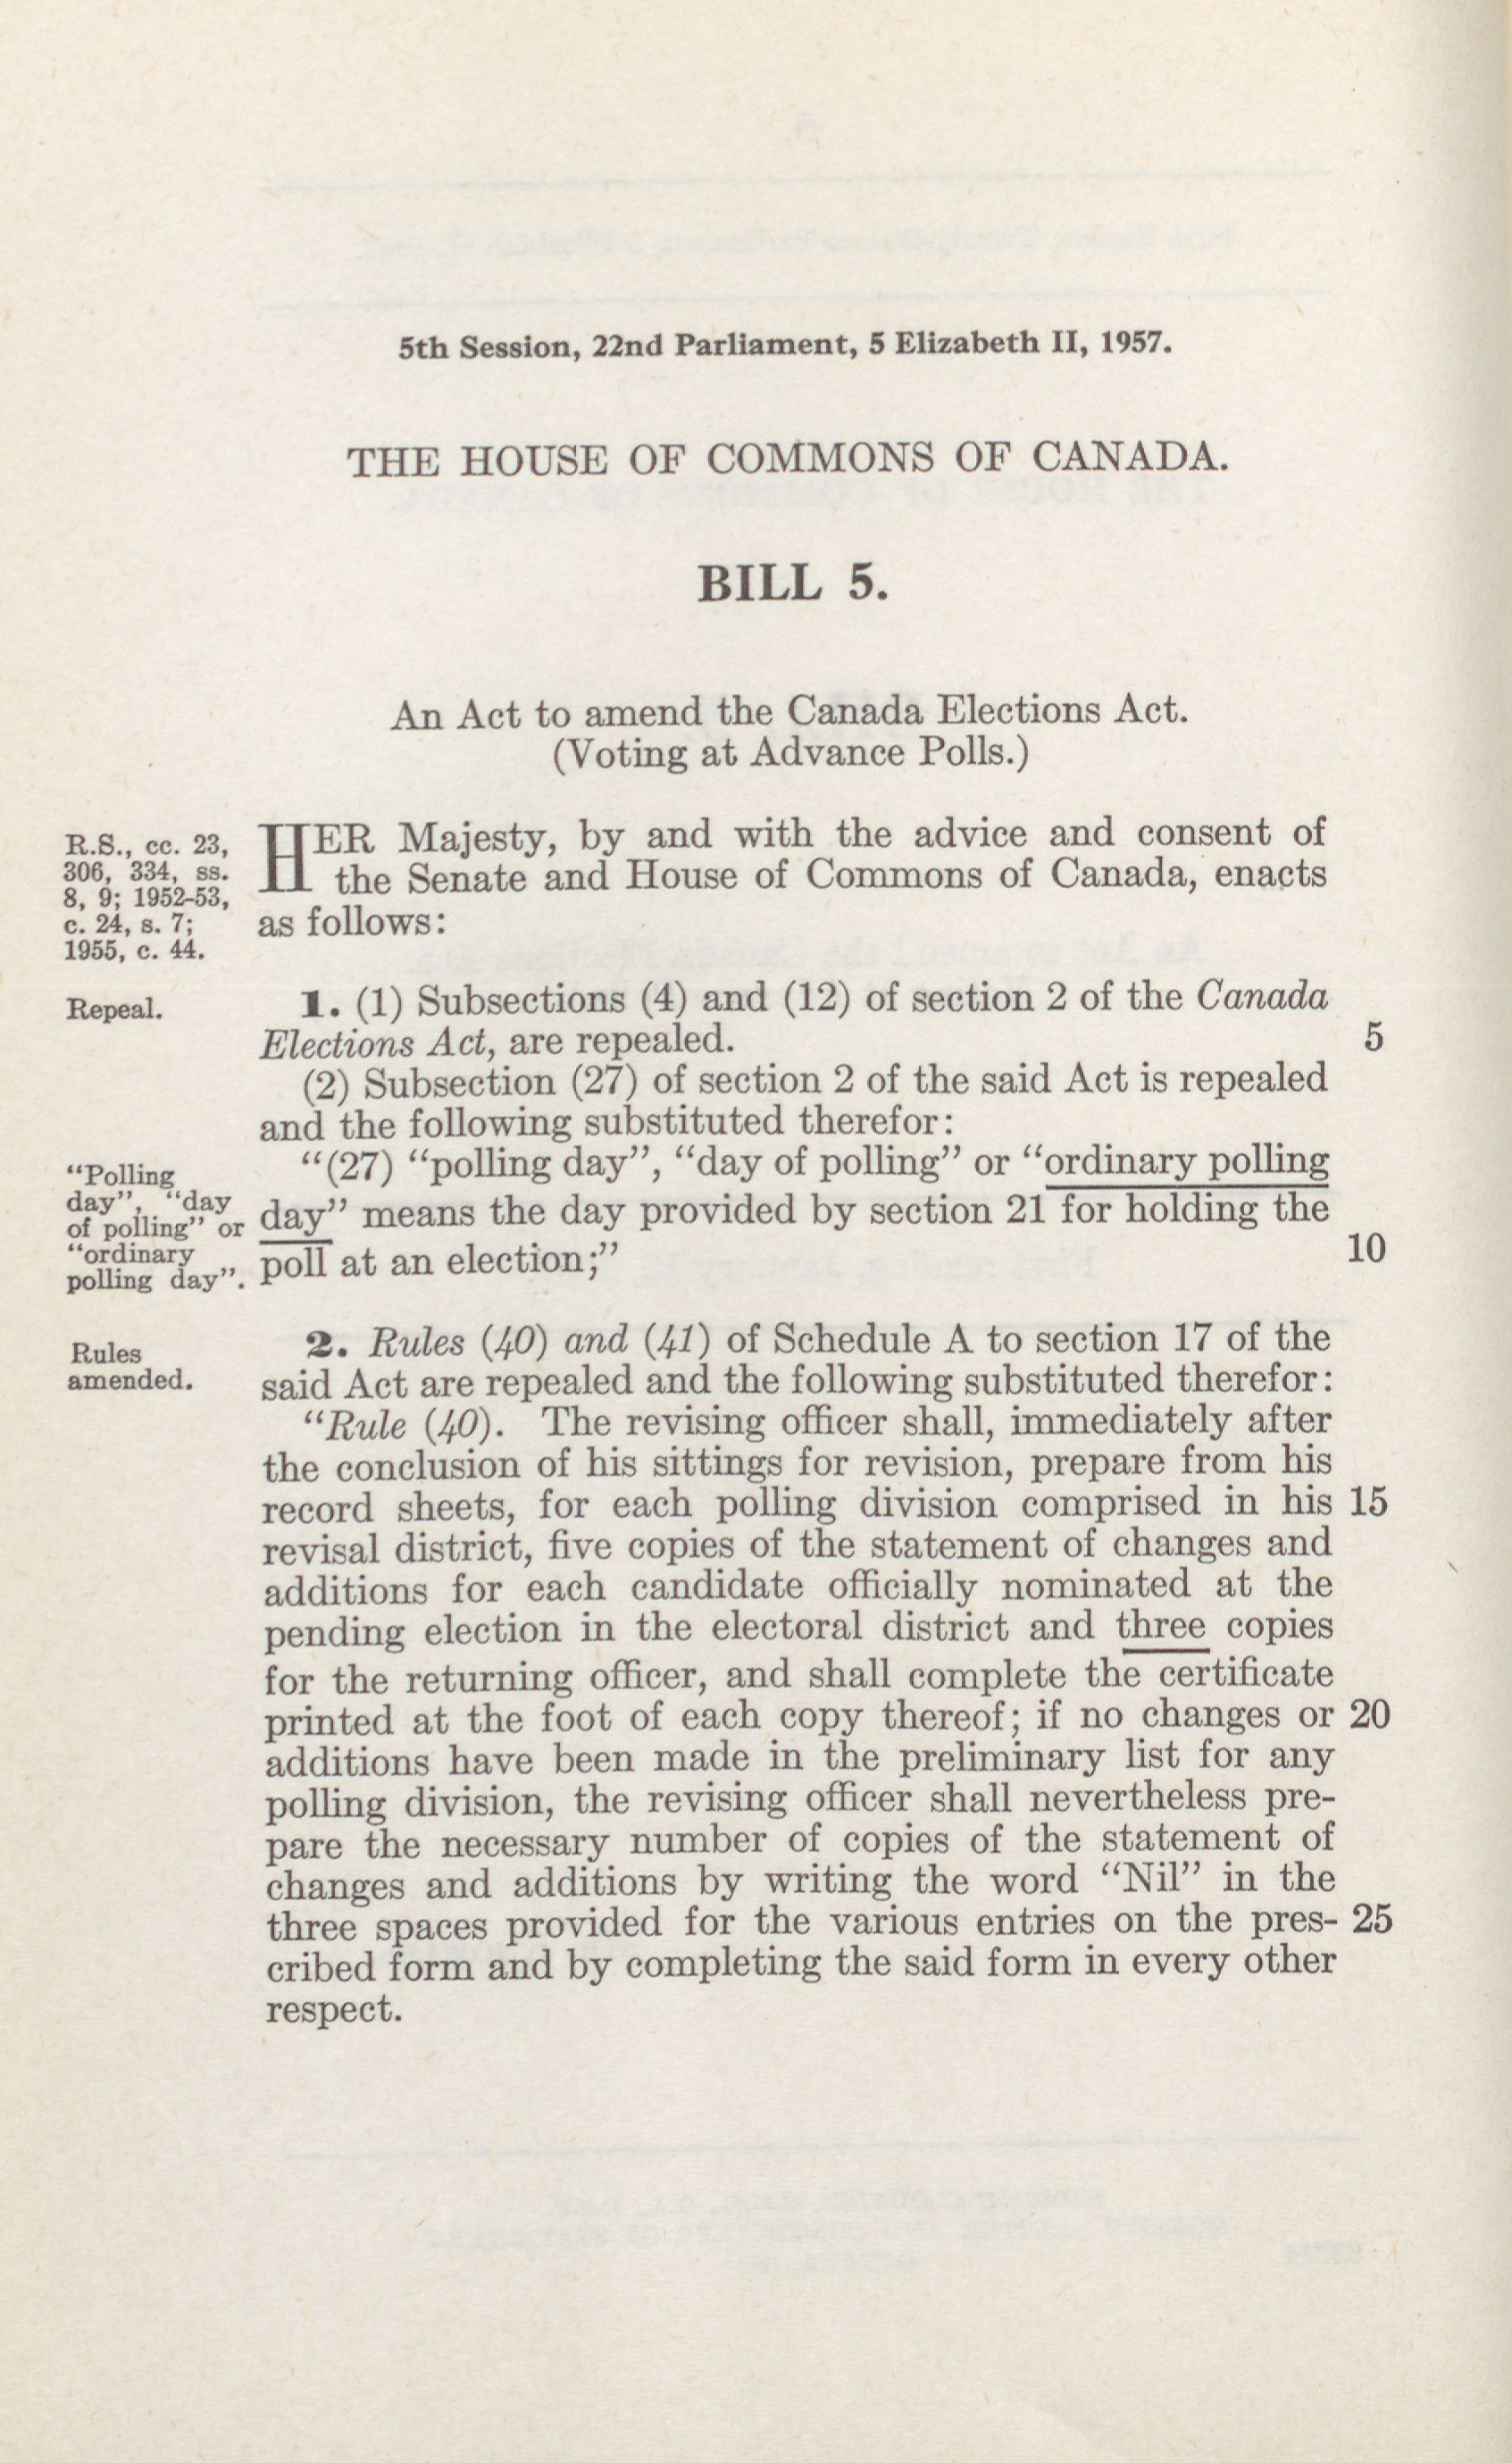 5th Session, 22nd Parliament, 5 Elizabeth II, 1957.
THE HOUSE OF COMMONS OF CANADA.
BILL 5.
An Act to amend the Canada Elections Act.
(Voting at Advance Polls.)
R.S., cc. 23,
306, 334, ss.
8, 9; 1952-53,
c. 24, s. 7;
1955, c. 44.
HER Majesty, by and with the advice and consent of
the Senate and House of Commons of Canada, enacts
as follows:
Repeal.
1. (1) Subsections (4) and (12) of section 2 of the Canada
Elections Act, are repealed. 5
(2) Subsection (27) of section 2 of the said Act is repealed
and the following substituted therefor:
"Polling
day", "day
of polling" or
"ordinary
polling day".
"(27) "polling day", "day of polling" or "ordinary polling
day" means the day provided by section 21 for holding the
poll at an election;" 10
Rules
amended.
2. Rules (40) and (41) of Schedule A to section 17 of the
said Act are repealed and the following substituted therefor:
"Rule (40). The revising officer shall, immediately after
the conclusion of his sittings for revision, prepare from his
record sheets, for each polling division comprised in his 15
revisal district, five copies of the statement of changes and
additions for each candidate officially nominated at the
pending election in the electoral district and three copies
for the returning officer, and shall complete the certificate
printed at the foot of each copy thereof; if no changes or 20
additions have been made in the preliminary list for any
polling division, the revising officer shall nevertheless pre-
pare the necessary number of copies of the statement of
changes and additions by writing the word "Nil" in the
three spaces provided for the various entries on the pres- 25
cribed form and by completing the said form in every other
respect.